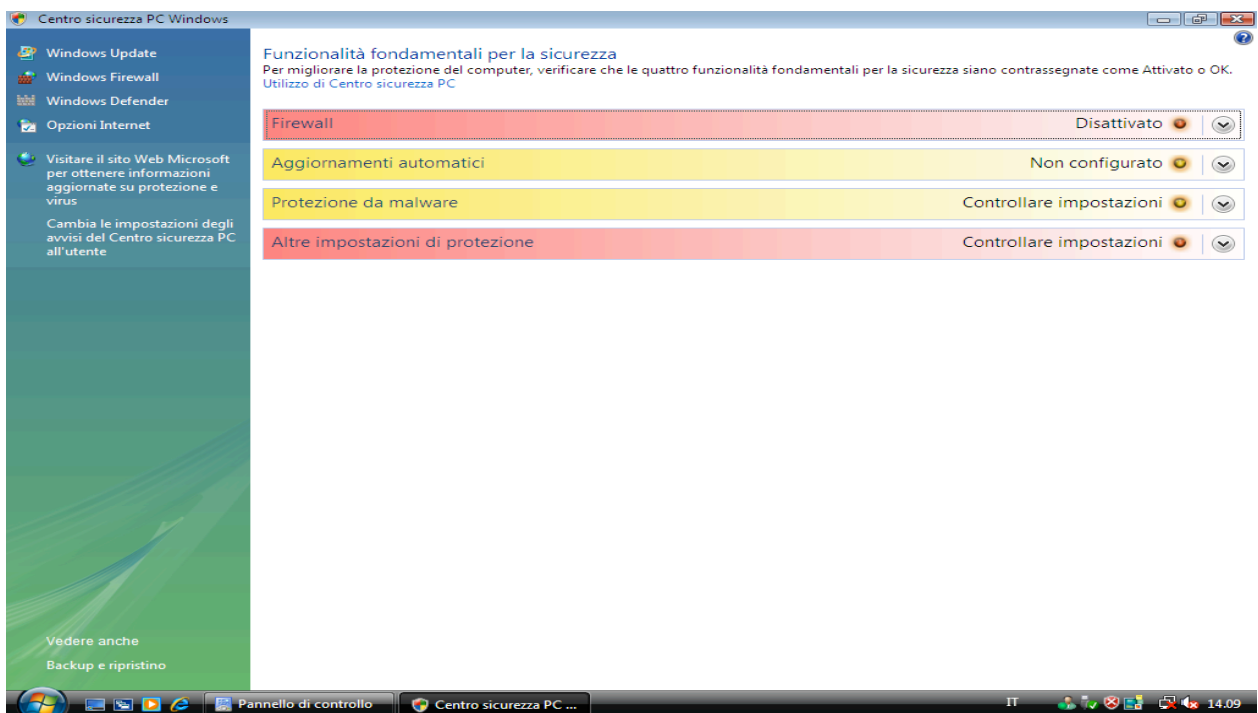 Centro sicurezza PC Windows
Windows Update
Windows Firewall
Windows Defender
Opzioni Internet
Visitare il sito Web Microsoft
per ottenere informazioni
aggiornate su protezione e
virus
Cambia le impostazioni degli
avvisi del Centro sicurezza PC
all'utente
Vedere anche
Backup e ripristino
Funzionalità fondamentali per la sicurezza
Per migliorare la protezione del computer, verificare che le quattro funzionalità fondamentali per la sicurezza siano contrassegnate come Attivato o OK.
Utilizzo di Centro sicurezza PC
Firewall Disattivato
Aggiornamenti automatici Non configurato
Protezione da malware Controllare impostazioni
Altre impostazioni di protezione Controllare impostazioni
Pannello di controllo Centro sicurezza PC ... IT 14.09